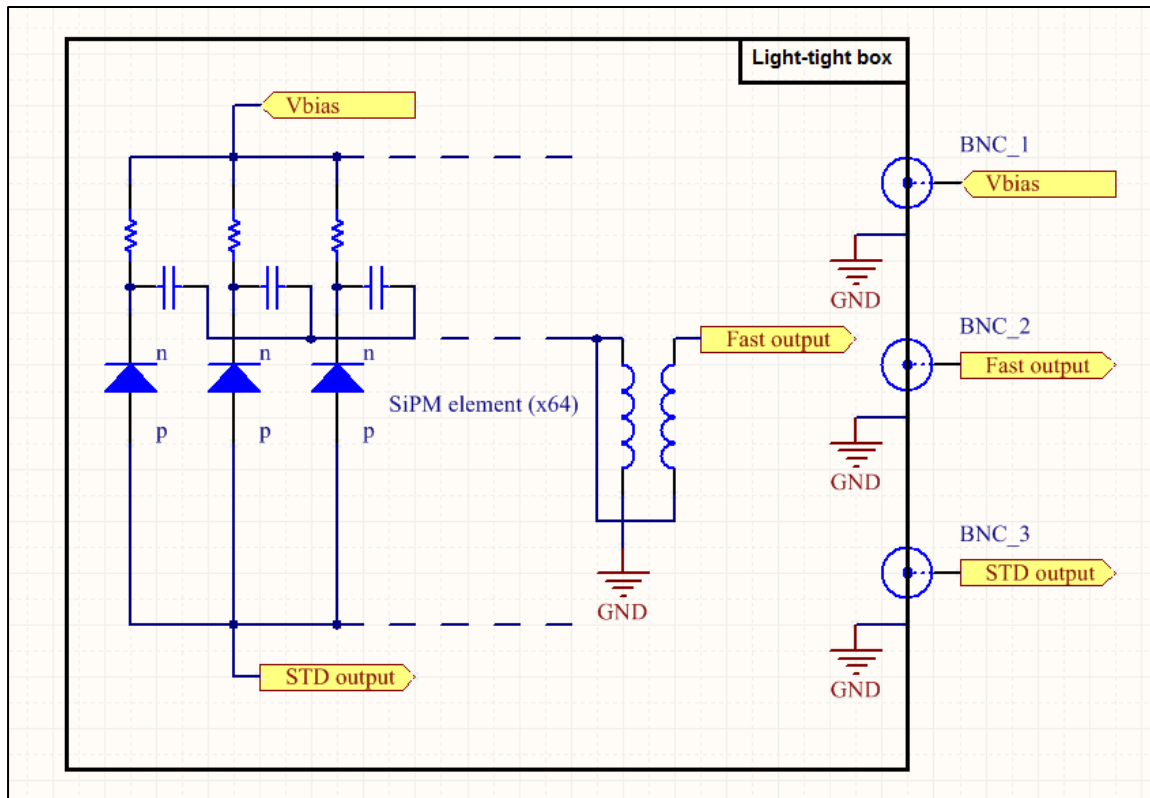 Light-tight box
Vbias
BNC_1
Vbias
GND
BNC_2
Fast output
Fast output
GND
n
n
n
SiPM element (x64)
p
p
p
BNC_3
STD output
GND
GND
STD output